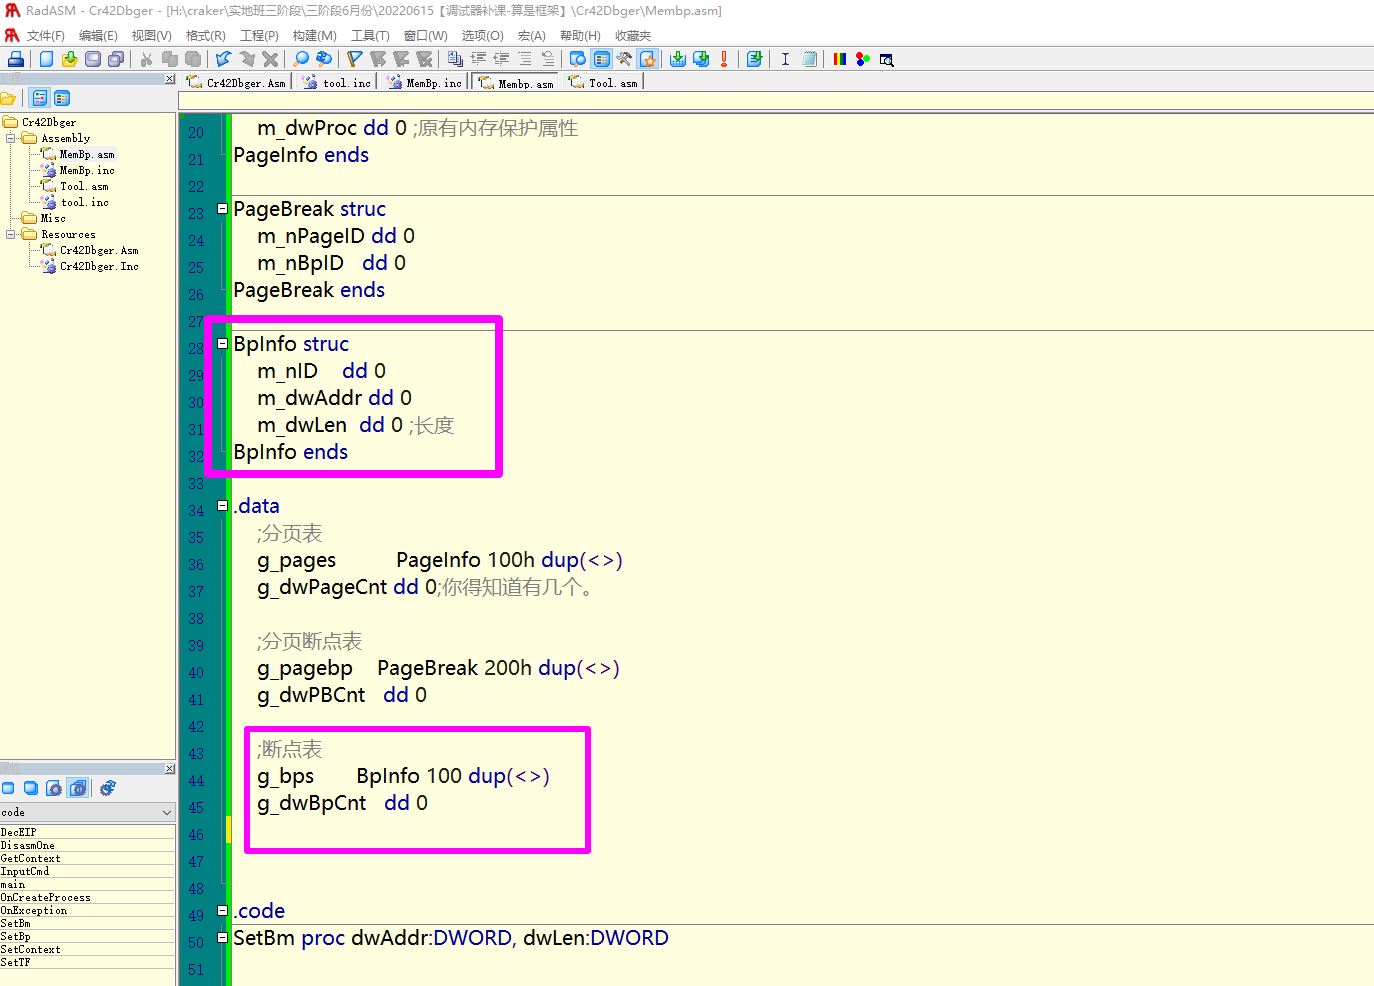 RadASM - Cr42Dbger - [H:\craker\实地班三阶段\三阶段6月份\20220615【调试器补课-算是框架】\Cr42Dbger\Membp.asm]
文件(F) 编辑(E) 视图(V) 格式(R) 工程(P) 构建(M) 工具(T) 窗口(W) 选项(O) 宏(A) 帮助(H) 收藏夹
Cr42Dbger.Asm tool.inc MemBp.inc Membp.asm Tool.asm
Cr42Dbger
Assembly
MemBp.asm
MemBp.inc
Tool.asm
tool.inc
Misc
Resources
Cr42Dbger.Asm
Cr42Dbger.Inc
code
DecEIP
DisasmOne
GetContext
InputCmd
main
OnCreateProcess
OnException
SetBm
SetBp
SetContext
SetTF
20 m_dwProc dd 0 ;原有内存保护属性
21 PageInfo ends
22
23 PageBreak struc
24 m_nPageID dd 0
25 m_nBpID dd 0
26 PageBreak ends
27
28 BpInfo struc
29 m_nID dd 0
30 m_dwAddr dd 0
31 m_dwLen dd 0 ;长度
32 BpInfo ends
33
34 .data
35 ;分页表
36 g_pages PageInfo 100h dup(<>)
37 g_dwPageCnt dd 0;你得知道有几个。
38
39 ;分页断点表
40 g_pagebp PageBreak 200h dup(<>)
41 g_dwPBCnt dd 0
42
43 ;断点表
44 g_bps BpInfo 100 dup(<>)
45 g_dwBpCnt dd 0
46
47
48
49 .code
50 SetBm proc dwAddr:DWORD, dwLen:DWORD
51